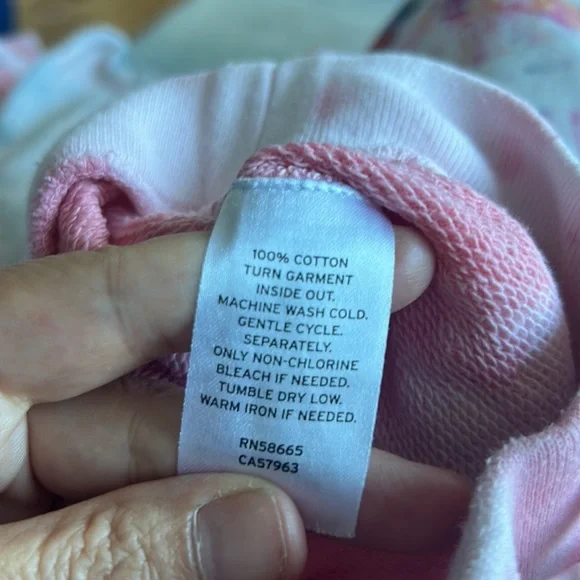 100% COTTON
TURN GARMENT
INSIDE OUT.
MACHINE WASH COLD.
GENTLE CYCLE.
SEPARATELY.
ONLY NON-CHLORINE
BLEACH IF NEEDED.
TUMBLE DRY LOW.
WARM IRON IF NEEDED.
RN58665
CA57963